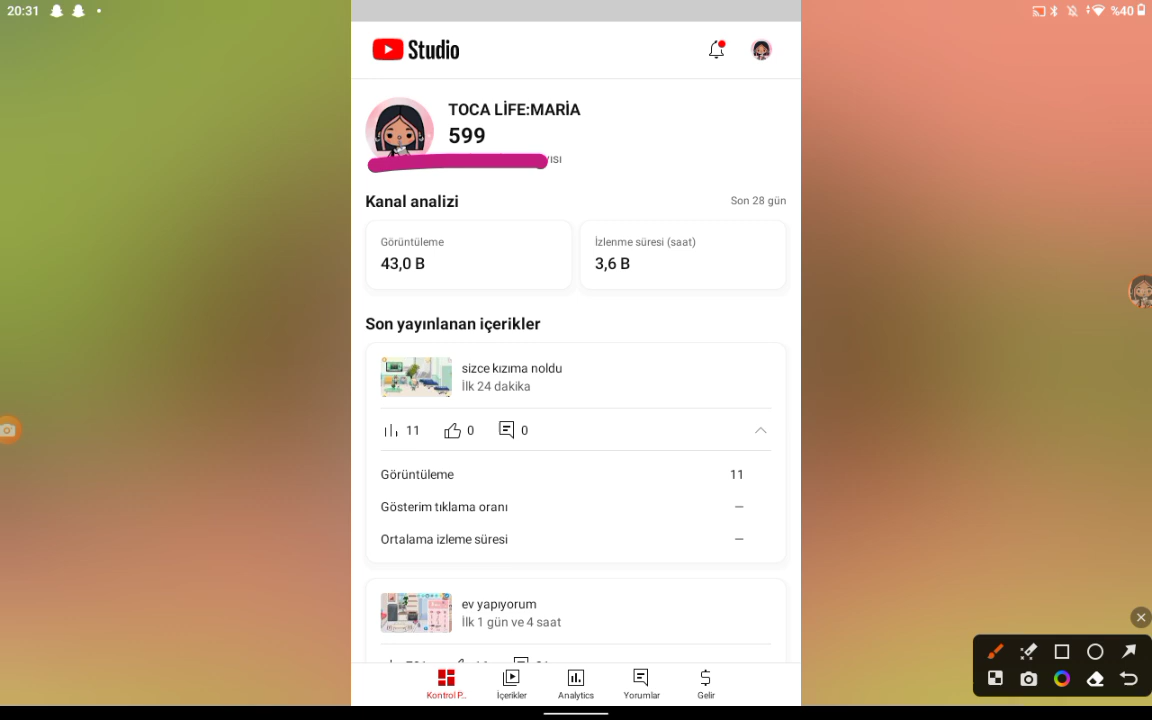 20:31
%40
Studio
TOCA LİFE:MARİA
599
Kanal analizi
Son 28 gün
Görüntüleme
43,0 B
İzlenme süresi (saat)
3,6 B
Son yayınlanan içerikler
sizce kızıma noldu
İlk 24 dakika
11 0 0
Görüntüleme 11
Gösterim tıklama oranı –
Ortalama izleme süresi –
ev yapıyorum
İlk 1 gün ve 4 saat
Kontrol P...
İçerikler
Analytics
Yorumlar
Gelir